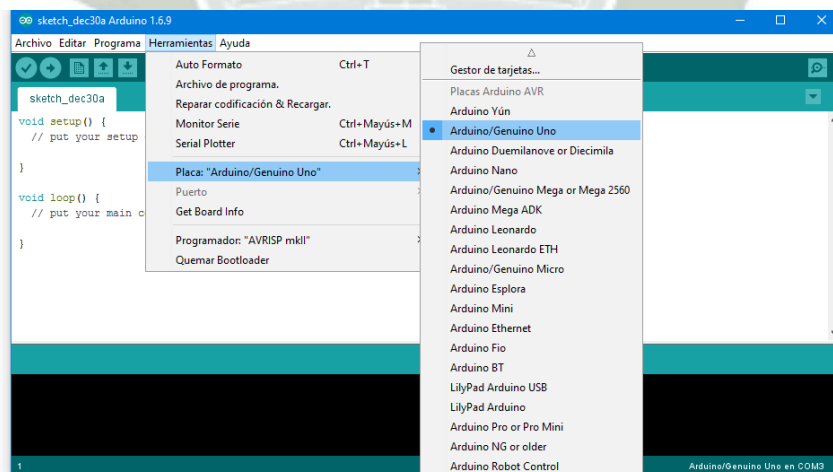 sketch_dec30a Arduino 1.6.9
Archivo Editar Programa Herramientas Ayuda
sketch_dec30a
void setup() {
// put your setup
}
void loop() {
// put your main c
}
Auto Formato Ctrl+T
Archivo de programa.
Reparar codificación & Recargar.
Monitor Serie Ctrl+Mayús+M
Serial Plotter Ctrl+Mayús+L
Placa: "Arduino/Genuino Uno"
Puerto
Get Board Info
Programador: "AVRISP mkII"
Quemar Bootloader
Gestor de tarjetas...
Placas Arduino AVR
Arduino Yún
Arduino/Genuino Uno
Arduino Duemilanove or Diecimila
Arduino Nano
Arduino/Genuino Mega or Mega 2560
Arduino Mega ADK
Arduino Leonardo
Arduino Leonardo ETH
Arduino/Genuino Micro
Arduino Esplora
Arduino Mini
Arduino Ethernet
Arduino Fio
Arduino BT
LilyPad Arduino USB
LilyPad Arduino
Arduino Pro or Pro Mini
Arduino NG or older
Arduino Robot Control
1
Arduino/Genuino Uno en COM3